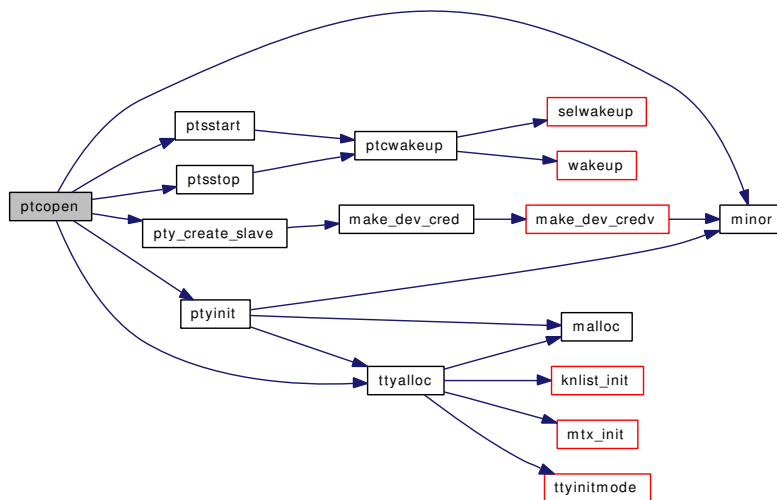 selwakeup
ptsstart
ptcwakeup
wakeup
ptsstop
ptcopen
pty_create_slave
make_dev_cred
make_dev_credv
minor
ptyinit
malloc
ttyalloc
knlist_init
mtx_init
ttyinitmode